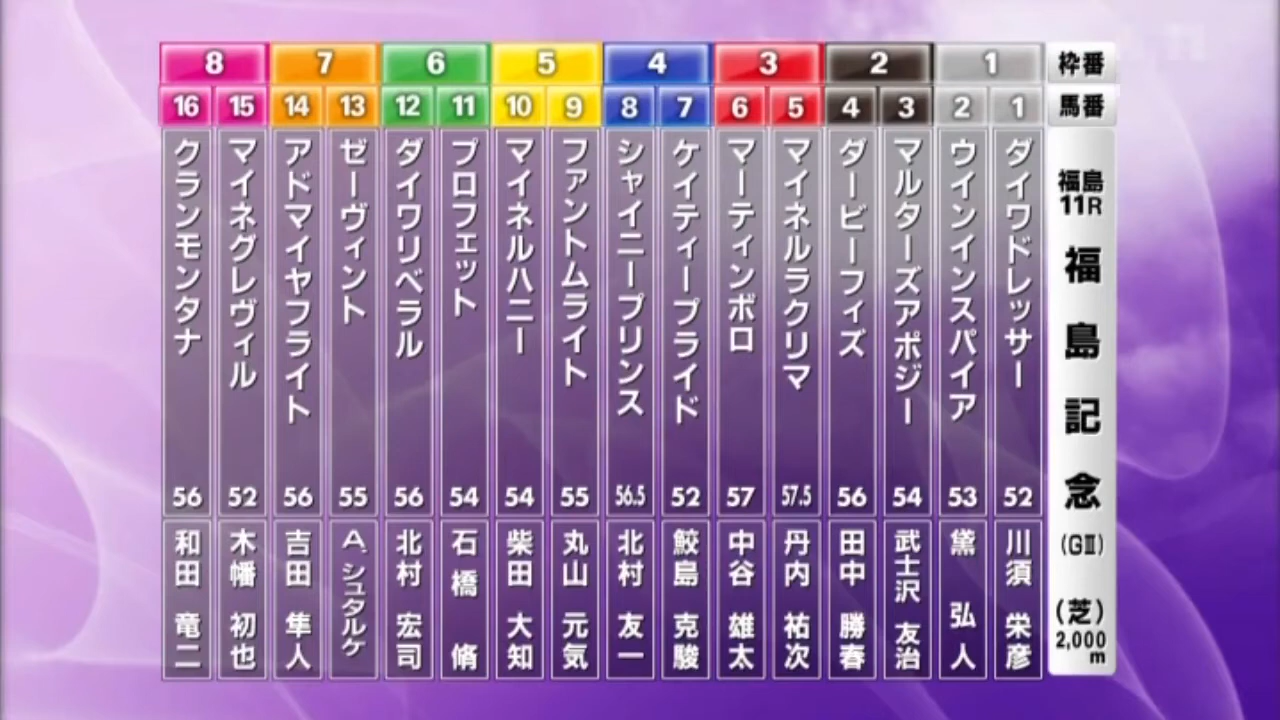 枠番
馬番
福島
11R
福島記念
(GⅢ)
(芝)
2,000
m
1
1
ダイワドレッサー
52
川須 栄彦
2
ウインインスパイア
53
黛 弘人
2
3
マルターズアポジー
54
武士沢 友治
4
ダービーフィズ
56
田中 勝春
3
5
マイネルラクリマ
57.5
丹内 祐次
6
マーティンボロ
57
中谷 雄太
4
7
ケイティープライド
52
鮫島 克駿
8
シャイニープリンス
56.5
北村 友一
5
9
ファントムライト
55
丸山 元気
10
マイネルハニー
54
柴田 大知
6
11
プロフェット
54
石橋 脩
12
ダイワリベラル
56
北村 宏司
7
13
ゼーヴィント
55
A.シュタルケ
14
アドマイヤフライト
56
吉田 隼人
8
15
マイネグレヴィル
52
木幡 初也
16
クランモンタナ
56
和田 竜二